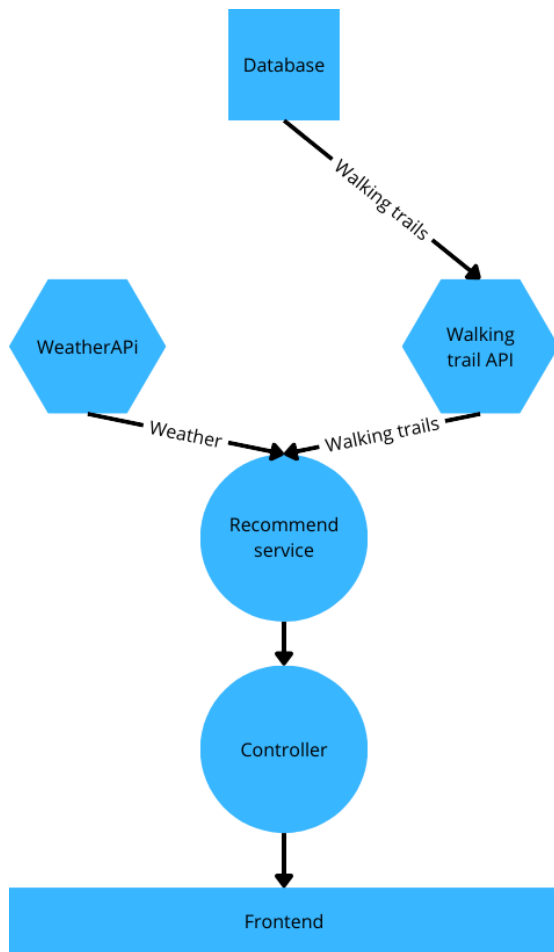 Database
Walking trails
WeatherAPi
Walking
trail API
Weather
Walking trails
Recommend
service
Controller
Frontend